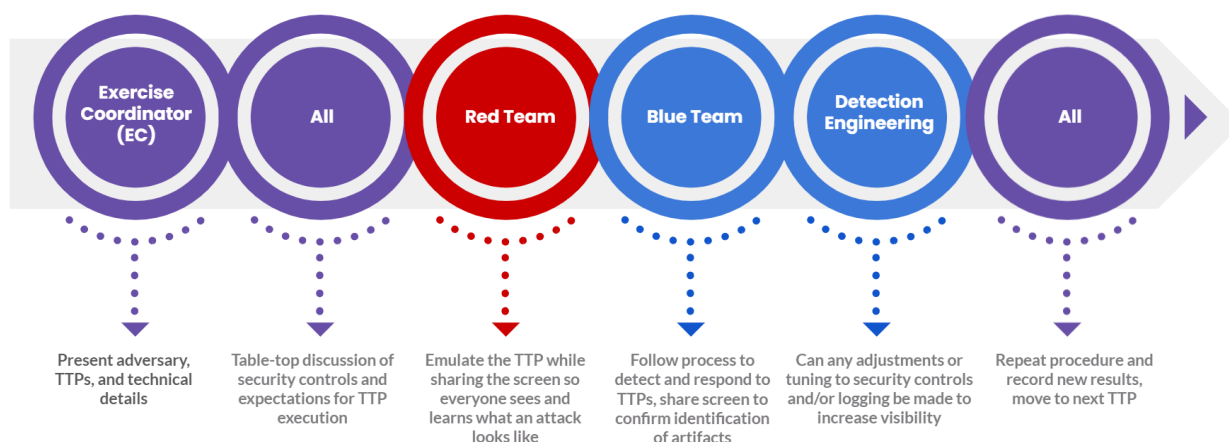 Exercise
Coordinator
(EC)
All
Red Team
Blue Team
Detection
Engineering
All
Present adversary,
TTPs, and technical
details
Table-top discussion of
security controls and
expectations for TTP
execution
Emulate the TTP while
sharing the screen so
everyone sees and
learns what an attack
looks like
Follow process to
detect and respond to
TTPs, share screen to
confirm identification
of artifacts
Can any adjustments or
tuning to security controls
and/or logging be made to
increase visibility
Repeat procedure and
record new results,
move to next TTP